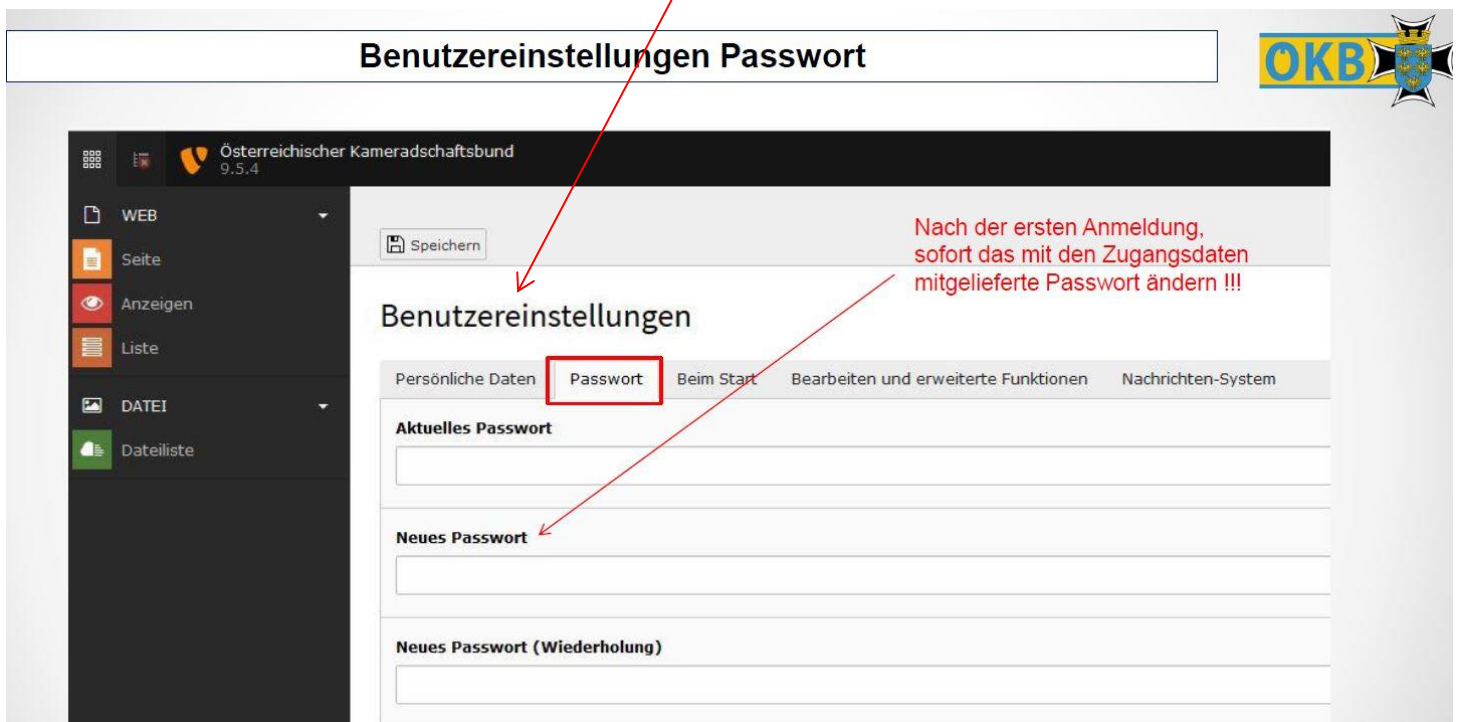 Benutzereinstellungen Passwort
ÖKB
Österreichischer Kameradschaftsbund
9.5.4
WEB
Seite
Anzeigen
Liste
DATEI
Dateiliste
Speichern
Nach der ersten Anmeldung,
sofort das mit den Zugangsdaten
mitgelieferte Passwort ändern !!!
Benutzereinstellungen
Persönliche Daten Passwort Beim Start Bearbeiten und erweiterte Funktionen Nachrichten-System
Aktuelles Passwort
Neues Passwort
Neues Passwort (Wiederholung)